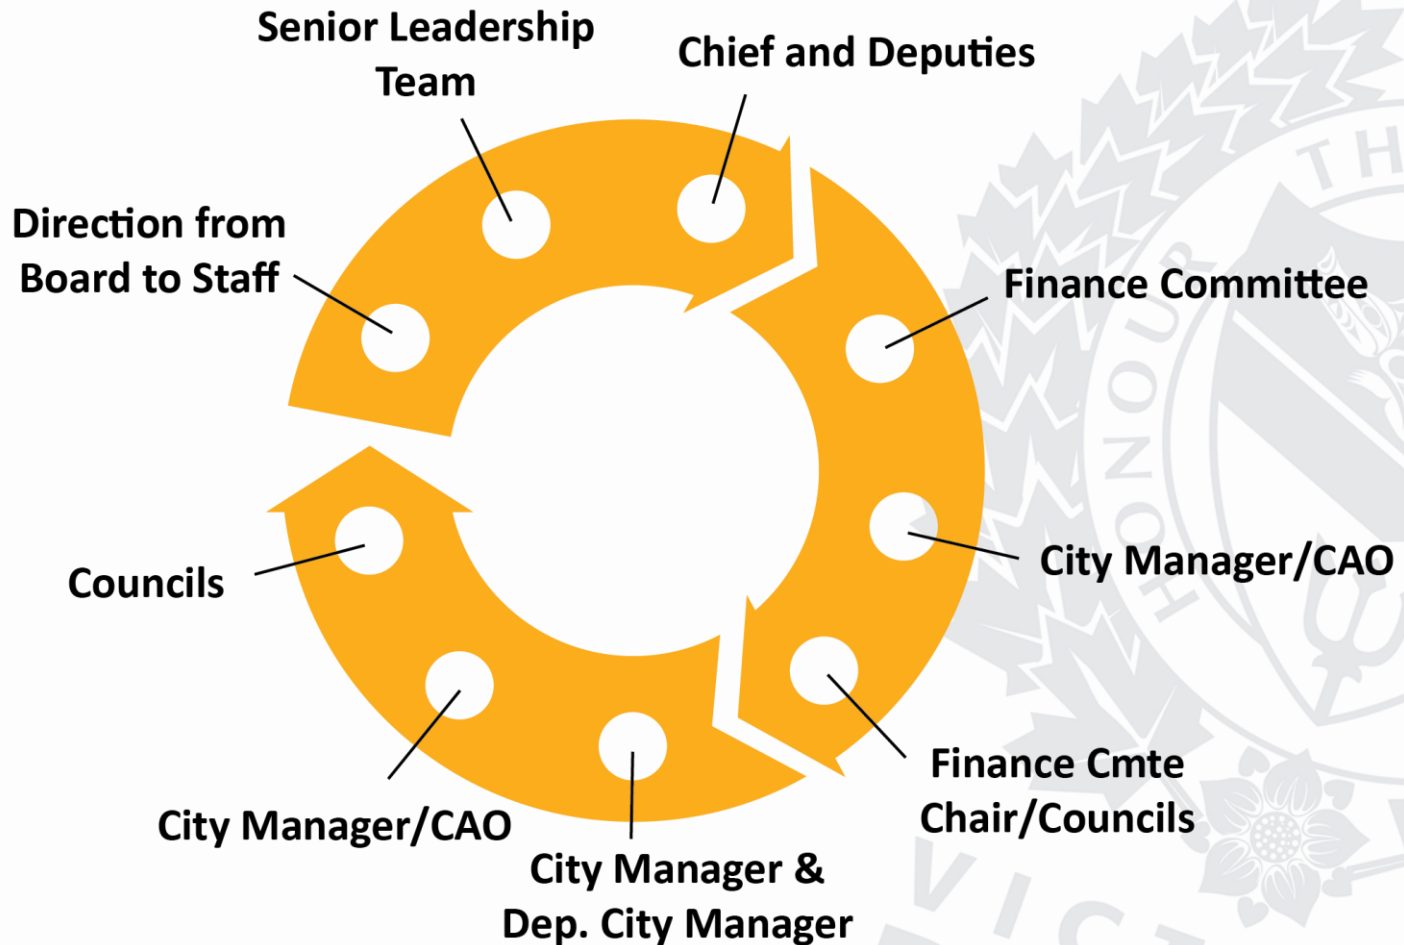 Senior Leadership
Team
Chief and Deputies
Direction from
Board to Staff
Finance Committee
City Manager/CAO
Councils
Finance Cmte
Chair/Councils
City Manager/CAO
City Manager &
Dep. City Manager
HONOUR